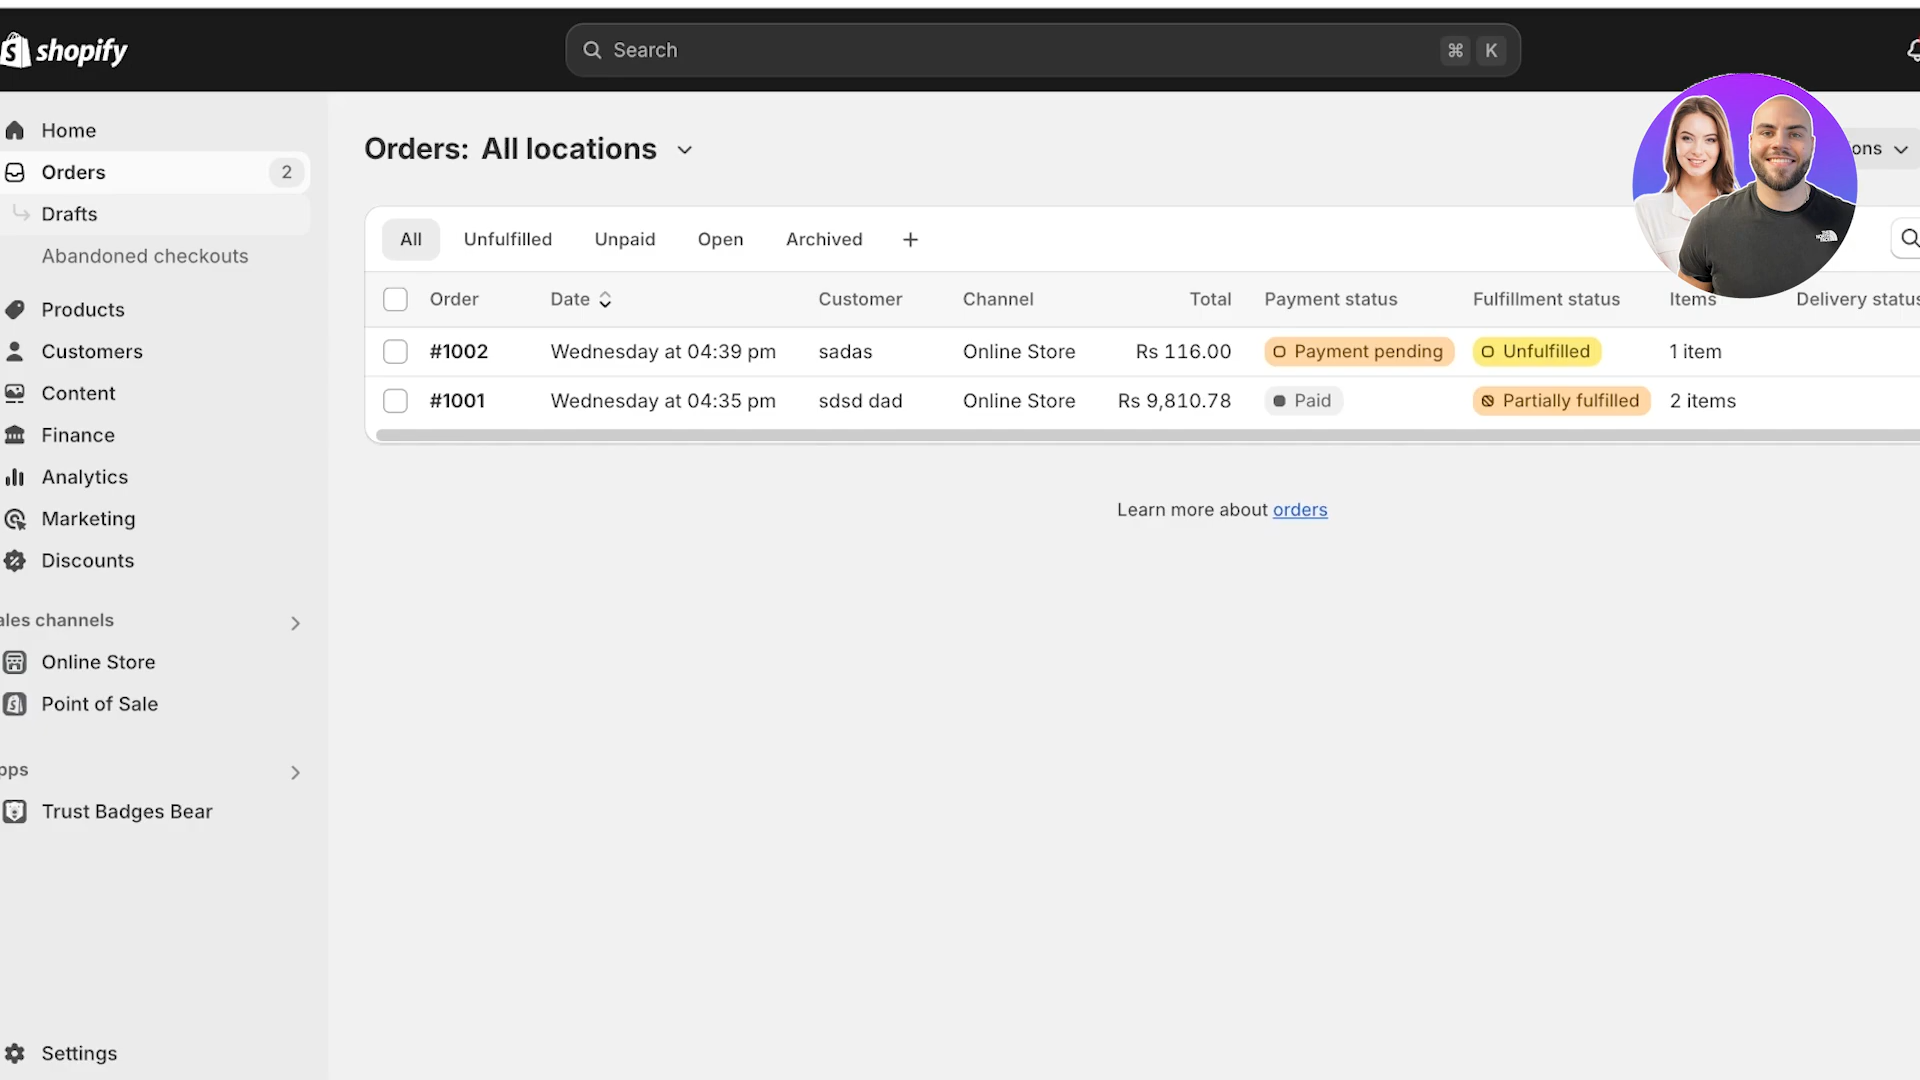 shopify
Search
⌘ K
Home
Orders 2
Drafts
Abandoned checkouts
Products
Customers
Content
Finance
Analytics
Marketing
Discounts
ales channels
Online Store
Point of Sale
pps
Trust Badges Bear
Settings
Orders: All locations
ons
All Unfulfilled Unpaid Open Archived +
Order Date Customer Channel Total Payment status Fulfillment status Items Delivery status
#1002 Wednesday at 04:39 pm sadas Online Store Rs 116.00 Payment pending Unfulfilled 1 item
#1001 Wednesday at 04:35 pm sdsd dad Online Store Rs 9,810.78 Paid Partially fulfilled 2 items
Learn more about orders